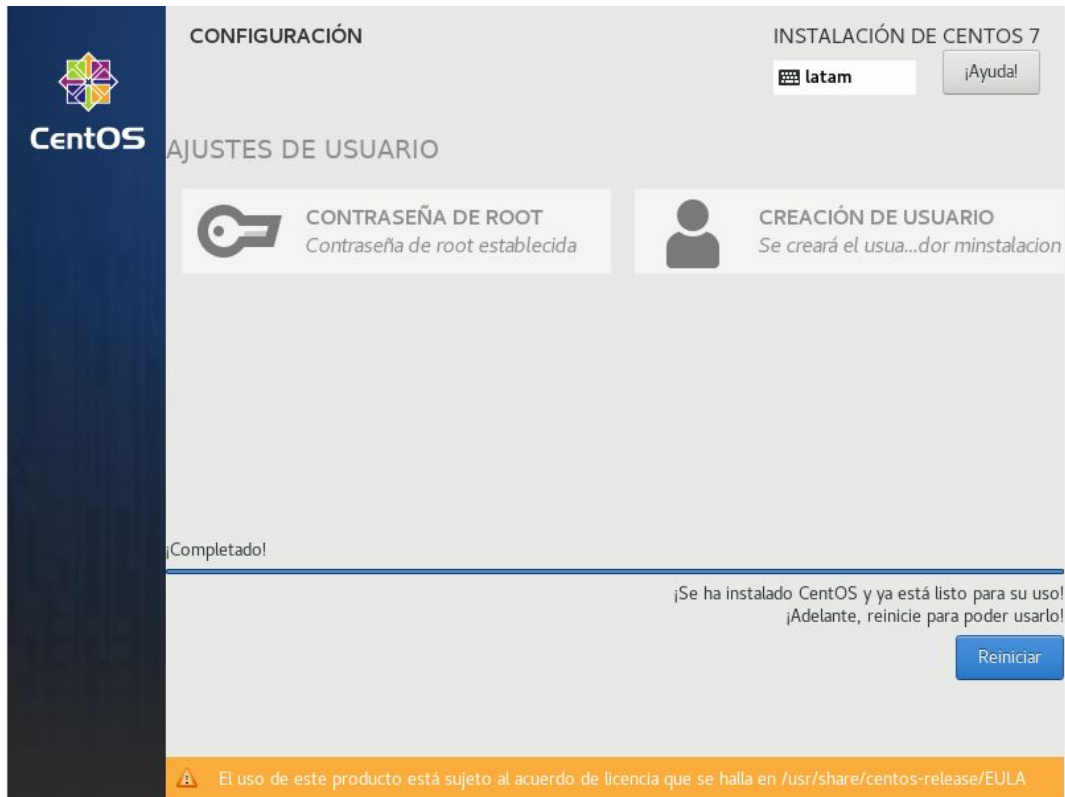 CONFIGURACIÓN
INSTALACIÓN DE CENTOS 7
latam
¡Ayuda!
CentOS
AJUSTES DE USUARIO
CONTRASEÑA DE ROOT
Contraseña de root establecida
CREACIÓN DE USUARIO
Se creará el usua...dor minstalacion
¡Completado!
¡Se ha instalado CentOS y ya está listo para su uso!
¡Adelante, reinicie para poder usarlo!
Reiniciar
El uso de este producto está sujeto al acuerdo de licencia que se halla en /usr/share/centos-release/EULA